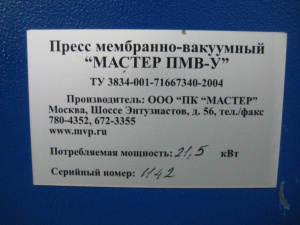 Пресс мембранно-вакуумный
“МАСТЕР ПМВ-У”
ТУ 3834-001-71667340-2004
Производитель: ООО “ПК “МАСТЕР”
Москва, Шоссе Энтузиастов, д. 56, тел./факс
780-4352, 672-3355
www.mvp.ru
Потребляемая мощность: 21,5 кВт
Серийный номер: 1142